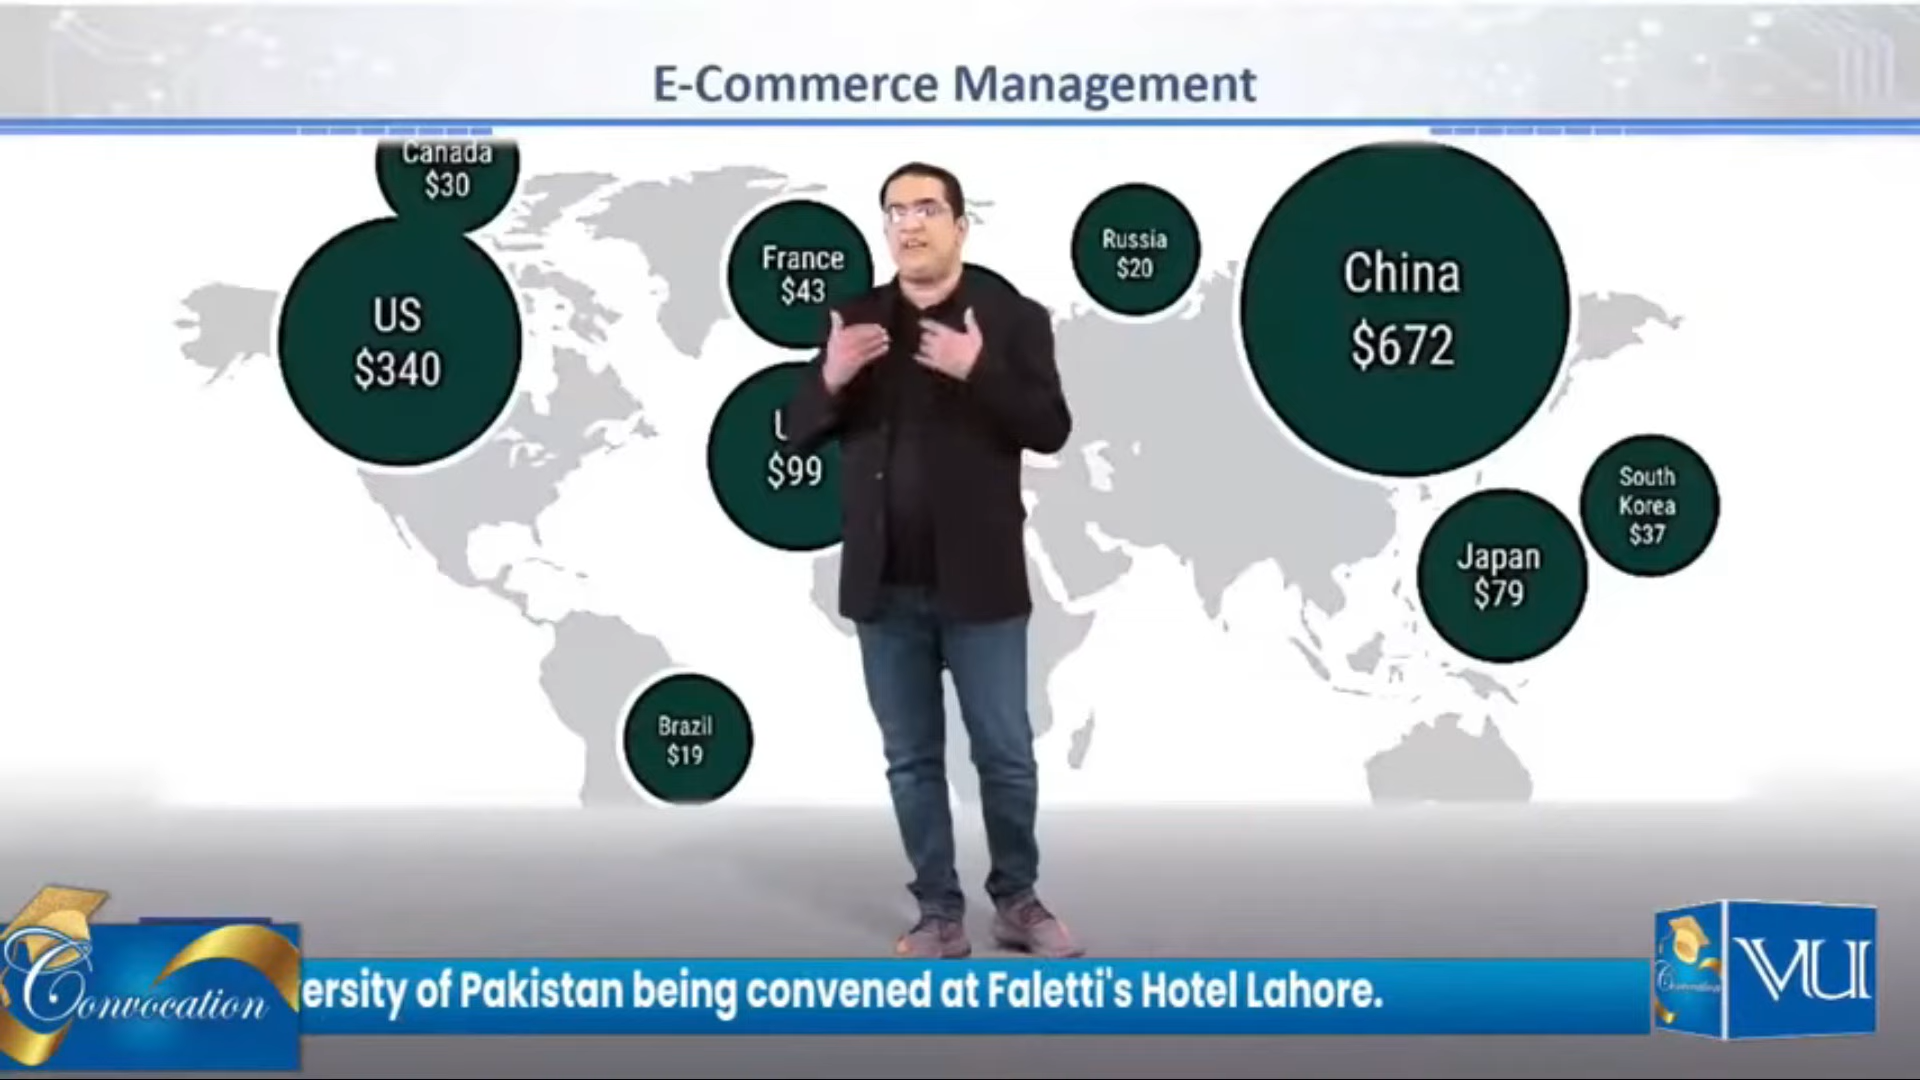 E-Commerce Management
Canada
$30
US
$340
France
$43
$99
Russia
$20
China
$672
South
Korea
$37
Japan
$79
Brazil
$19
Convocation
ersity of Pakistan being convened at Faletti's Hotel Lahore.
Convocation
VU